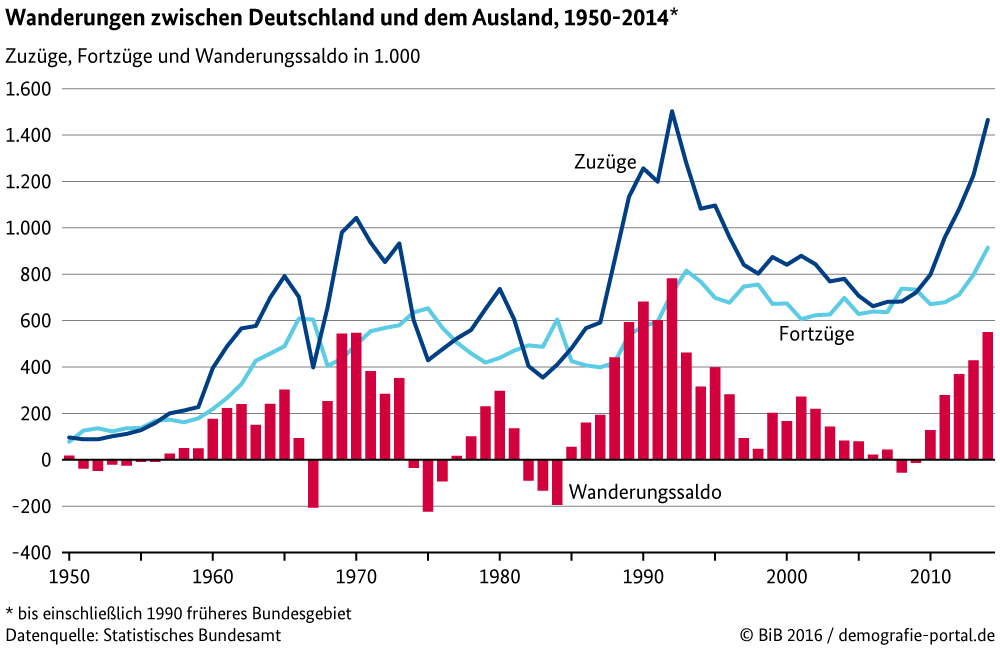 Wanderungen zwischen Deutschland und dem Ausland, 1950-2014*
Zuzüge, Fortzüge und Wanderungssaldo in 1.000
1.600
1.400
1.200
1.000
800
600
400
200
0
-200
-400
Zuzüge
Fortzüge
Wanderungssaldo
1950
1960
1970
1980
1990
2000
2010
* bis einschließlich 1990 früheres Bundesgebiet
Datenquelle: Statistisches Bundesamt
© BiB 2016 / demografie-portal.de